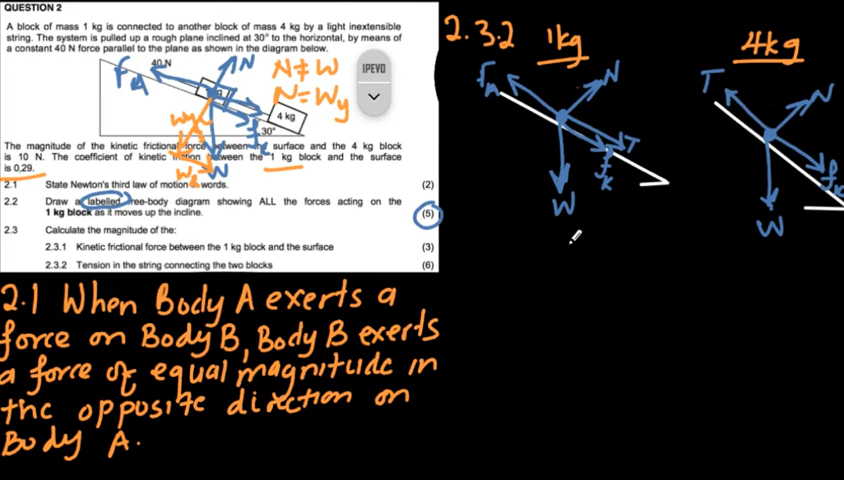 QUESTION 2
A block of mass 1 kg is connected to another block of mass 4 kg by a light inextensible
string. The system is pulled up a rough plane inclined at 30° to the horizontal, by means of
a constant 40 N force parallel to the plane as shown in the diagram below.
40 N
FA
N
N ≠ W
N = Wy
IPEVO
Wy
4 kg
30°
fk
W
The magnitude of the kinetic frictional force between the surface and the 4 kg block
is 10 N. The coefficient of kinetic friction between the 1 kg block and the surface
is 0,29.
2.1 State Newton's third law of motion in words. (2)
2.2 Draw a labelled free-body diagram showing ALL the forces acting on the
1 kg block as it moves up the incline. (5)
2.3 Calculate the magnitude of the:
2.3.1 Kinetic frictional force between the 1 kg block and the surface (3)
2.3.2 Tension in the string connecting the two blocks (6)
2.1 When Body A exerts a
force on Body B, Body B exerts
a force of equal magnitude in
the opposite direction on
Body A.
2.3.2 1kg 4kg
FA N T N
T
fk fk
W W